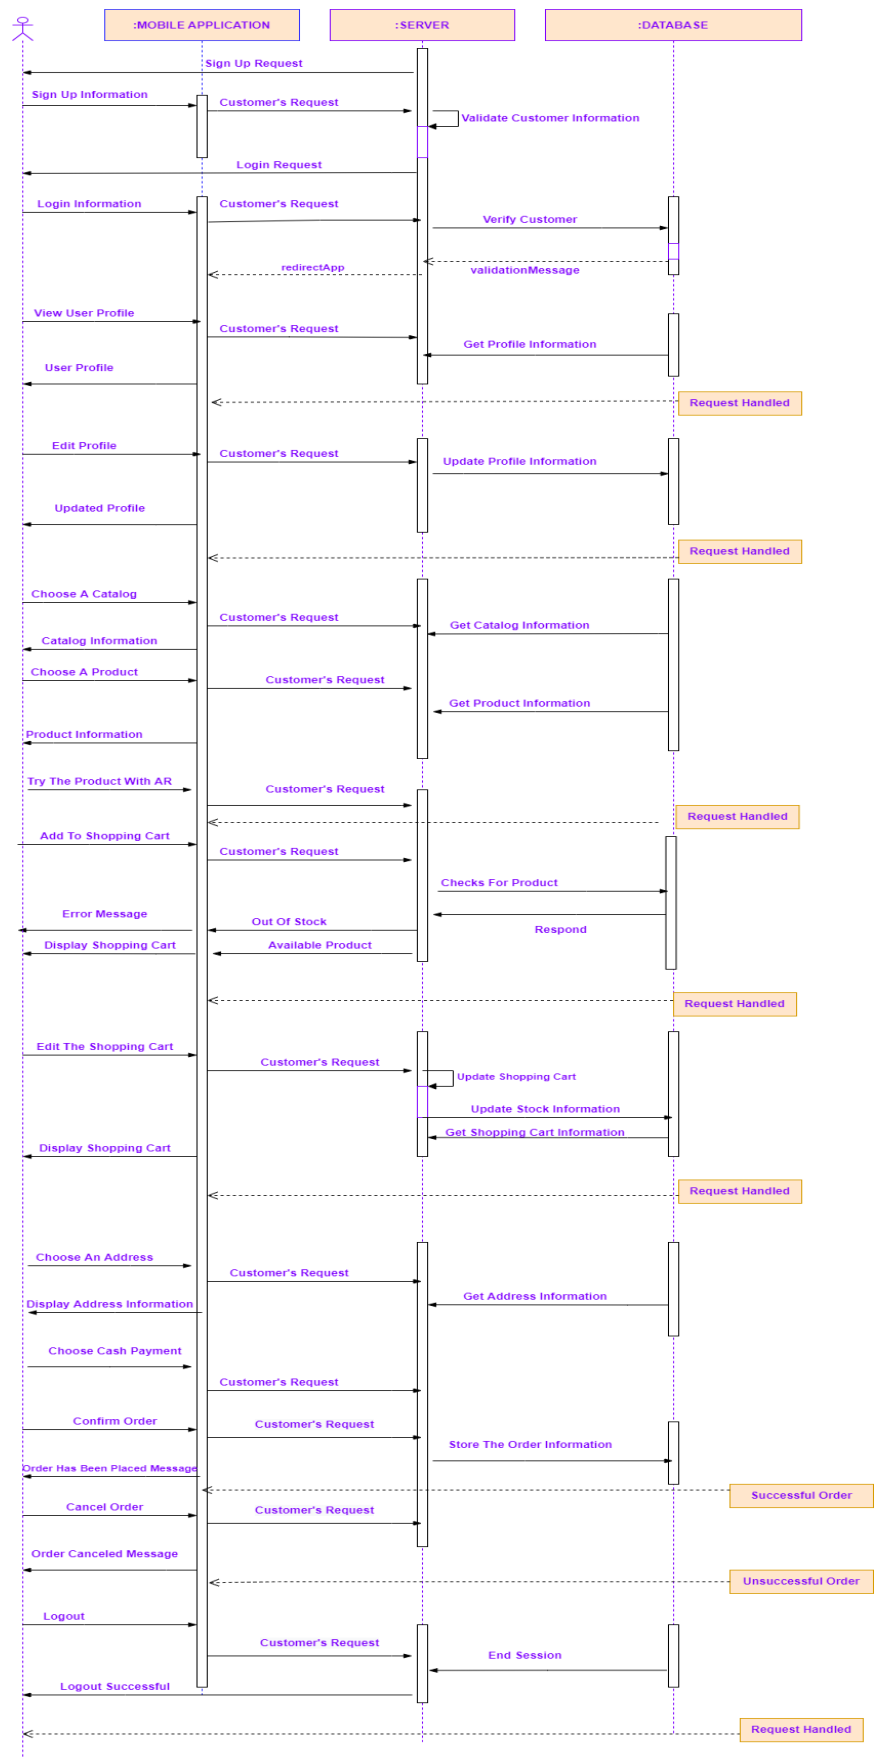 :MOBILE APPLICATION
:SERVER
:DATABASE
Sign Up Request
Sign Up Information
Customer's Request
Validate Customer Information
Login Request
Login Information
Customer's Request
Verify Customer
redirectApp
validationMessage
View User Profile
Customer's Request
Get Profile Information
User Profile
Request Handled
Edit Profile
Customer's Request
Update Profile Information
Updated Profile
Request Handled
Choose A Catalog
Customer's Request
Get Catalog Information
Catalog Information
Choose A Product
Customer's Request
Get Product Information
Product Information
Try The Product With AR
Customer's Request
Request Handled
Add To Shopping Cart
Customer's Request
Checks For Product
Error Message
Out Of Stock
Respond
Display Shopping Cart
Available Product
Request Handled
Edit The Shopping Cart
Customer's Request
Update Shopping Cart
Update Stock Information
Get Shopping Cart Information
Display Shopping Cart
Request Handled
Choose An Address
Customer's Request
Get Address Information
Display Address Information
Choose Cash Payment
Customer's Request
Confirm Order
Customer's Request
Store The Order Information
Order Has Been Placed Message
Successful Order
Cancel Order
Customer's Request
Order Canceled Message
Unsuccessful Order
Logout
Customer's Request
End Session
Logout Successful
Request Handled